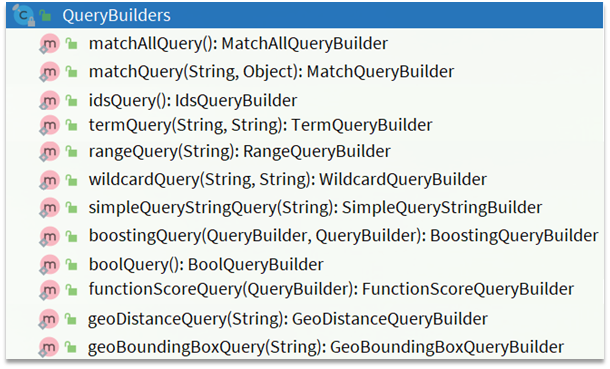 QueryBuilders
matchAllQuery(): MatchAllQueryBuilder
matchQuery(String, Object): MatchQueryBuilder
idsQuery(): IdsQueryBuilder
termQuery(String, String): TermQueryBuilder
rangeQuery(String): RangeQueryBuilder
wildcardQuery(String, String): WildcardQueryBuilder
simpleQueryStringQuery(String): SimpleQueryStringBuilder
boostingQuery(QueryBuilder, QueryBuilder): BoostingQueryBuilder
boolQuery(): BoolQueryBuilder
functionScoreQuery(QueryBuilder): FunctionScoreQueryBuilder
geoDistanceQuery(String): GeoDistanceQueryBuilder
geoBoundingBoxQuery(String): GeoBoundingBoxQueryBuilder